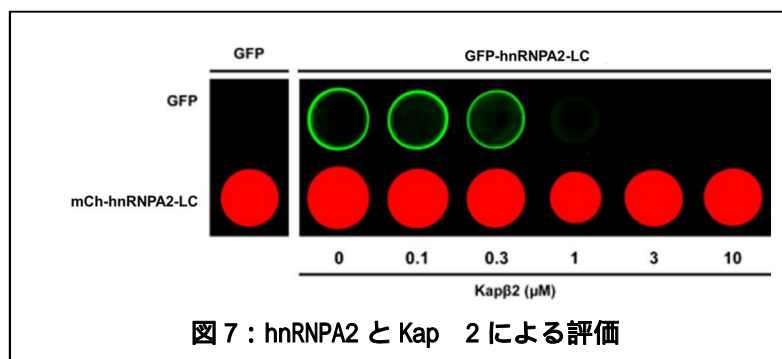 GFP GFP-hnRNPA2-LC
GFP
mCh-hnRNPA2-LC
0 0.1 0.3 1 3 10
Kapβ2 (μM)
図 7：hnRNPA2 と Kap 2 による評価